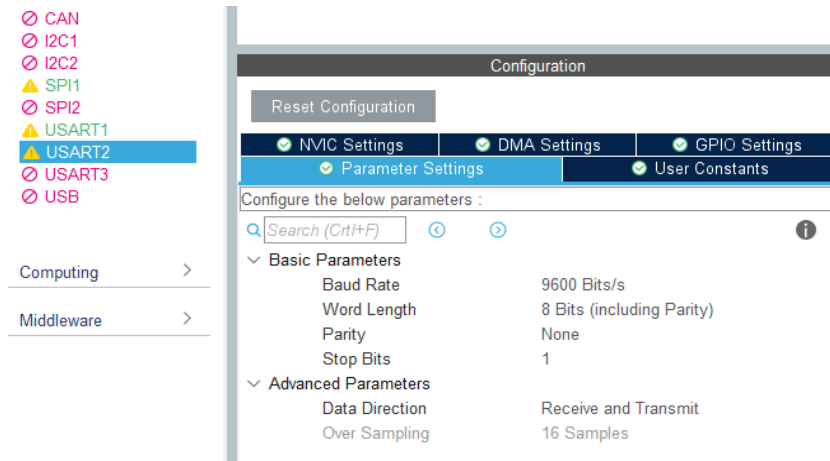 CAN
I2C1
I2C2
SPI1
SPI2
USART1
USART2
USART3
USB
Computing
Middleware
Configuration
Reset Configuration
NVIC Settings
DMA Settings
GPIO Settings
Parameter Settings
User Constants
Configure the below parameters :
Search (Crtl+F)
Basic Parameters
Baud Rate 9600 Bits/s
Word Length 8 Bits (including Parity)
Parity None
Stop Bits 1
Advanced Parameters
Data Direction Receive and Transmit
Over Sampling 16 Samples